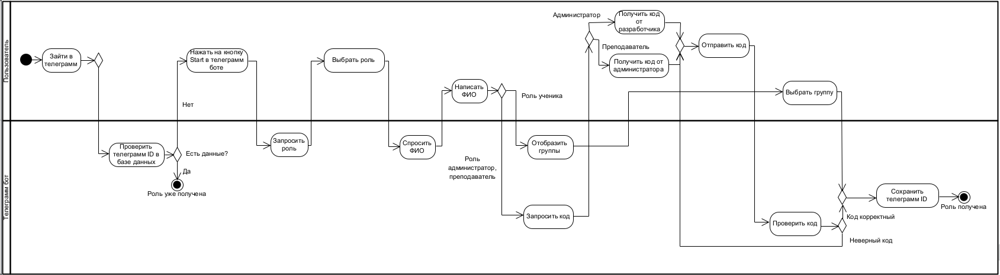 Пользователь
Зайти в
телеграмм
Нажать на кнопку
Start в телеграмм
боте
Нет
Выбрать роль
Написать
ФИО
Роль ученика
Администратор
Получить код
от
разработчика
Преподаватель
Получить код от
администратора
Отправить код
Выбрать группу
Телеграмм бот
Проверить
телеграмм ID в
базе данных
Есть данные?
Да
Роль уже получена
Запросить
роль
Спросить
ФИО
Роль
администратор,
преподаватель
Отобразить
группы
Запросить код
Проверить код
Код корректный
Неверный код
Сохранить
телеграмм ID
Роль получена